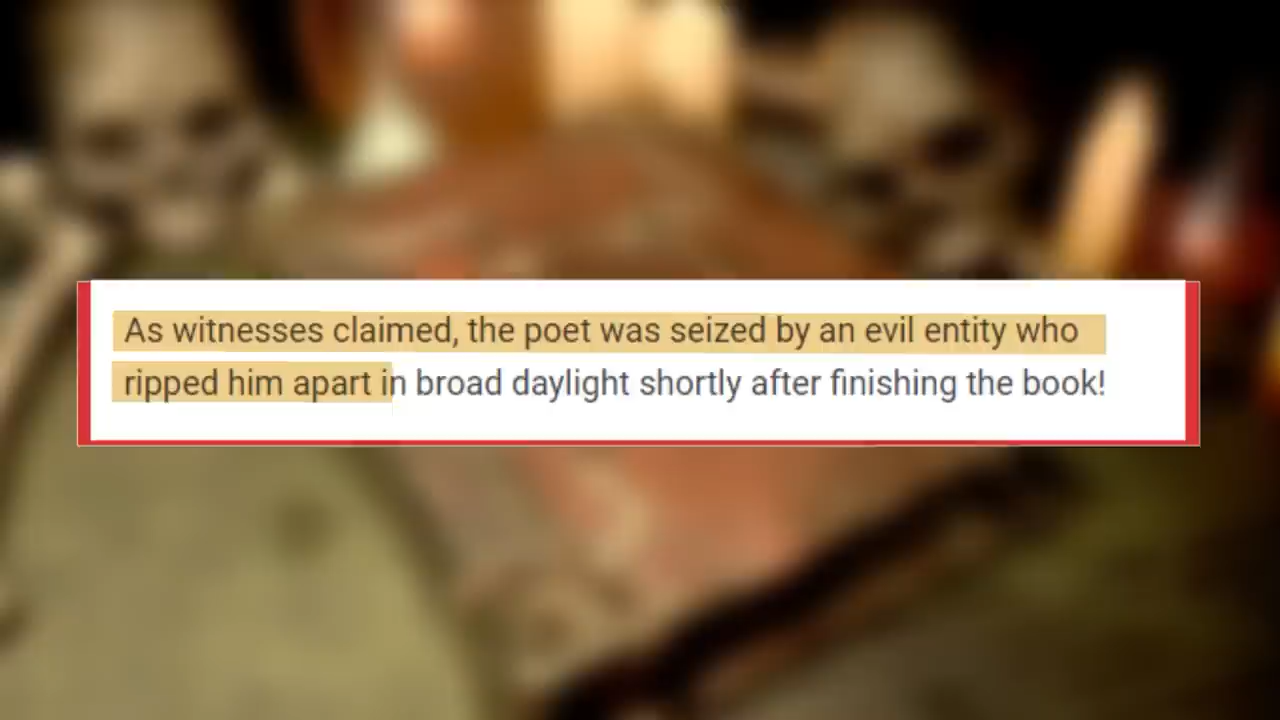 As witnesses claimed, the poet was seized by an evil entity who
ripped him apart in broad daylight shortly after finishing the book!